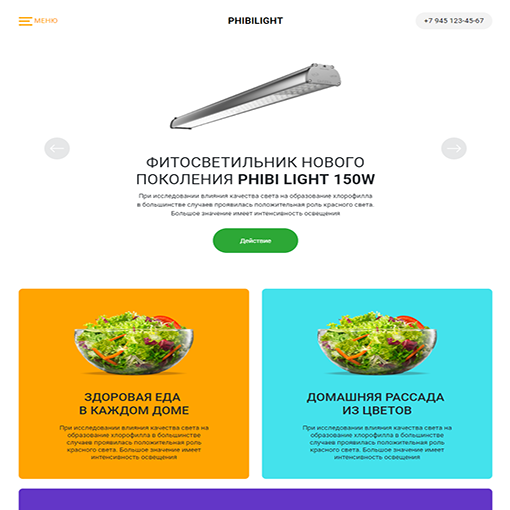 МЕНЮ
PHIBILIGHT
+7 945 123-45-67
ФИТОСВЕТИЛЬНИК НОВОГО
ПОКОЛЕНИЯ PHIBI LIGHT 150W
При исследовании влияния качества света на образование хлорофилла
в большинстве случаев проявилась положительная роль красного света.
Большое значение имеет интенсивность освещения
Действие
ЗДОРОВАЯ ЕДА
В КАЖДОМ ДОМЕ
При исследовании влияния качества света на
образование хлорофилла в большинстве
случаев проявилась положительная роль
красного света. Большое значение имеет
интенсивность освещения
ДОМАШНЯЯ РАССАДА
ИЗ ЦВЕТОВ
При исследовании влияния качества света на
образование хлорофилла в большинстве
случаев проявилась положительная роль
красного света. Большое значение имеет
интенсивность освещения